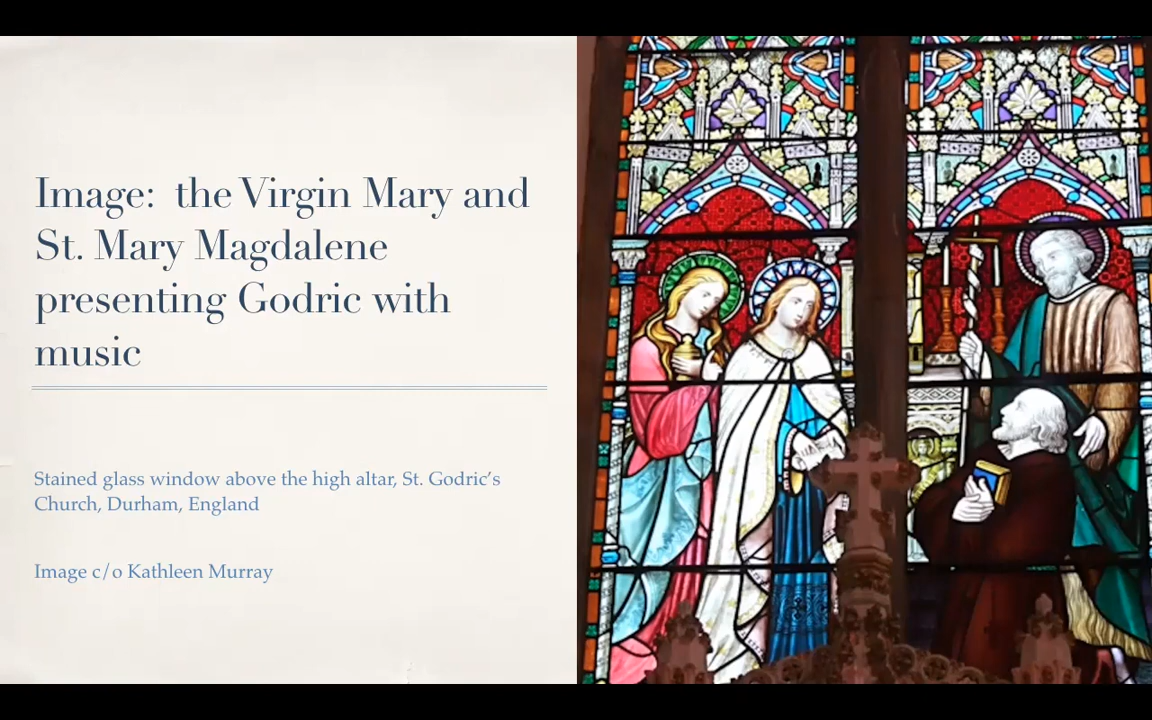 Image:  the Virgin Mary and
St. Mary Magdalene
presenting Godric with
music
Stained glass window above the high altar, St. Godric’s
Church, Durham, England
Image c/o Kathleen Murray